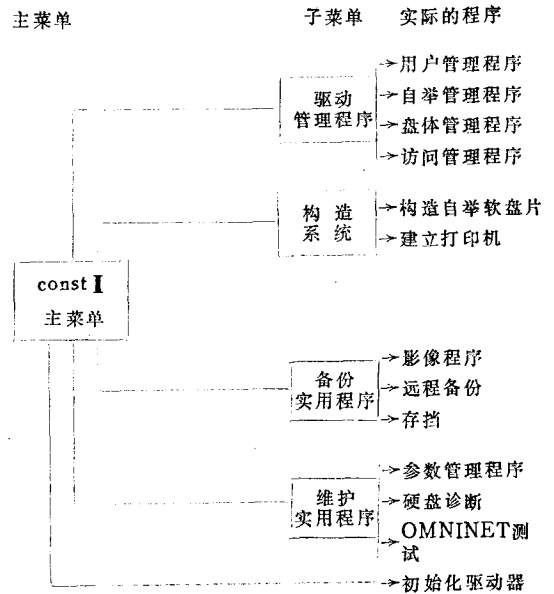 主菜单 子菜单 实际的程序
驱动
管理程序
用户管理程序
自举管理程序
盘体管理程序
访问管理程序
构造
系统
构造自举软盘片
建立打印机
const II
主菜单
备份
实用程序
影像程序
远程备份
存挡
维护
实用程序
参数管理程序
硬盘诊断
OMNINET测
试
初始化驱动器